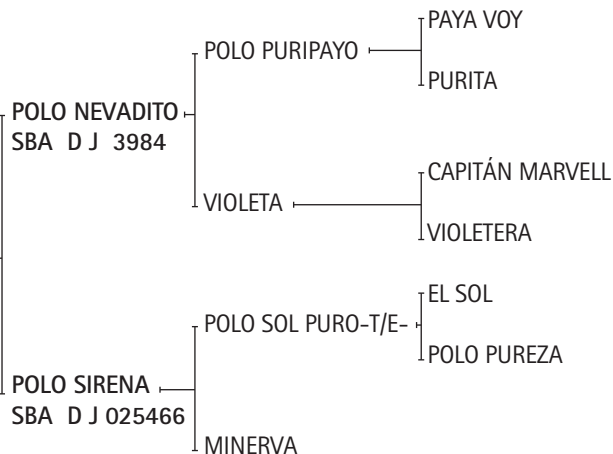 PAYA VOY
POLO PURIPAYO
PURITA
POLO NEVADITO
SBA D J 3984
CAPITÁN MARVELL
VIOLETA
VIOLETERA
EL SOL
POLO SOL PURO-T/E-
POLO PUREZA
POLO SIRENA
SBA D J 025466
MINERVA